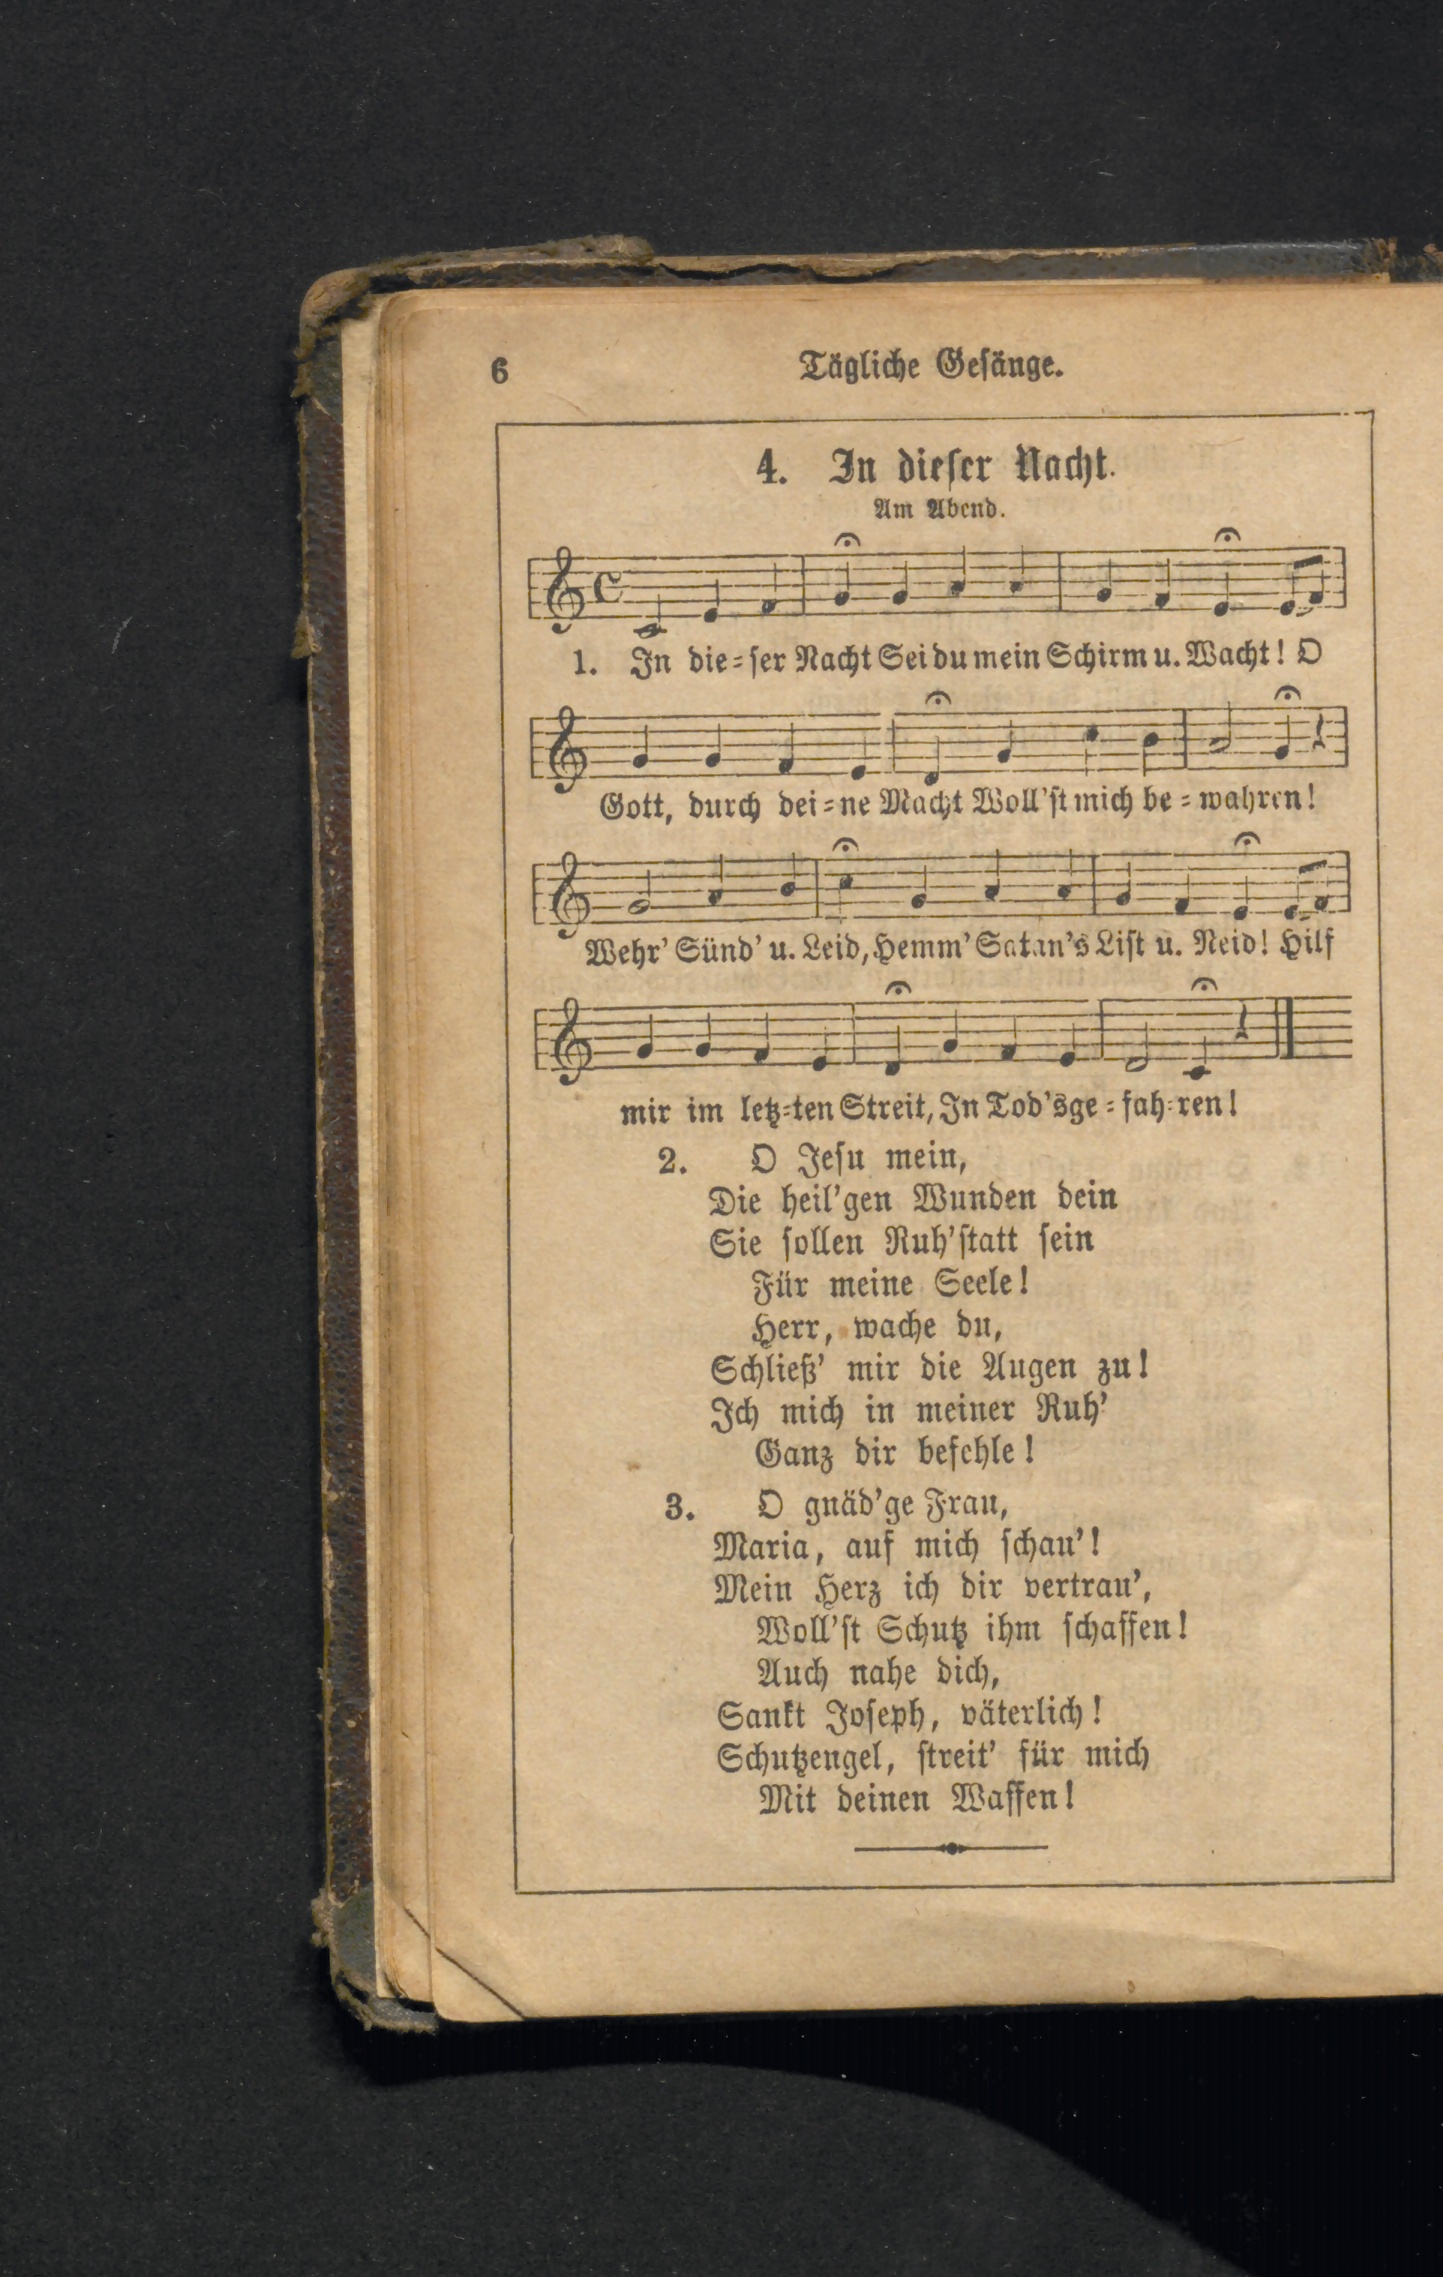 6 Tägliche Geſänge.
4. In dieſer Nacht.
Am Abend.
1. In die=ſer Nacht Sei du mein Schirm u. Wacht! O
Gott, durch dei=ne Macht Woll'ſt mich be=wahren!
Wehr' Sünd' u. Leid, Hemm' Satan's Liſt u. Neid! Hilf
mir im letz=ten Streit, In Tod'sge=fah=ren!
2. O Jeſu mein,
Die heil'gen Wunden dein
Sie ſollen Ruh'ſtatt ſein
Für meine Seele!
Herr, wache du,
Schließ' mir die Augen zu!
Ich mich in meiner Ruh'
Ganz dir befehle!
3. O gnäd'ge Frau,
Maria, auf mich ſchau'!
Mein Herz ich dir vertrau',
Woll'ſt Schutz ihm ſchaffen!
Auch nahe dich,
Sankt Joſeph, väterlich!
Schutzengel, ſtreit' für mich
Mit deinen Waffen!